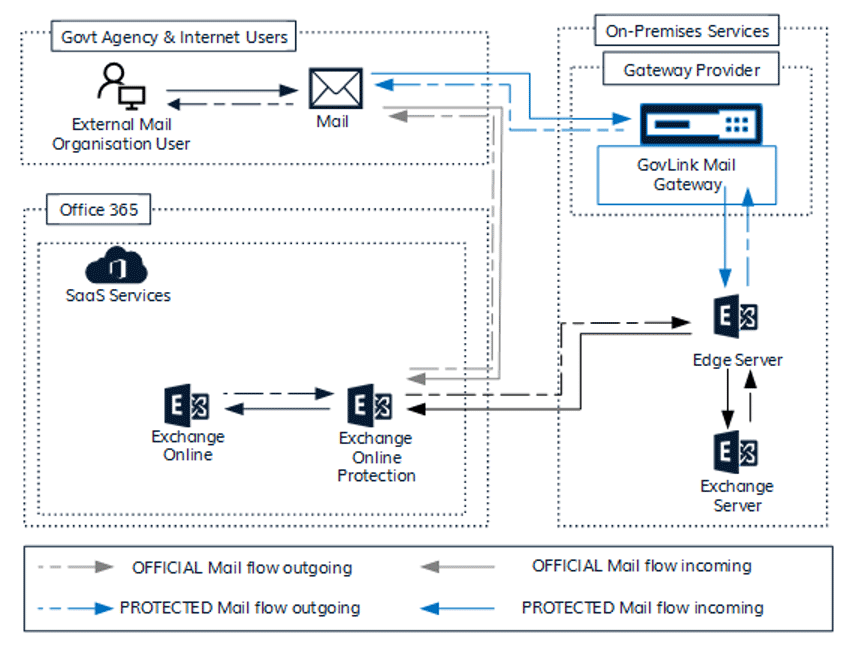 Govt Agency & Internet Users
On-Premises Services
Gateway Provider
External Mail
Organisation User
Mail
GovLink Mail
Gateway
Office 365
SaaS Services
E
Edge Server
E
Exchange
Online
E
Exchange
Online
Protection
E
Exchange
Server
OFFICIAL Mail flow outgoing
OFFICIAL Mail flow incoming
PROTECTED Mail flow outgoing
PROTECTED Mail flow incoming